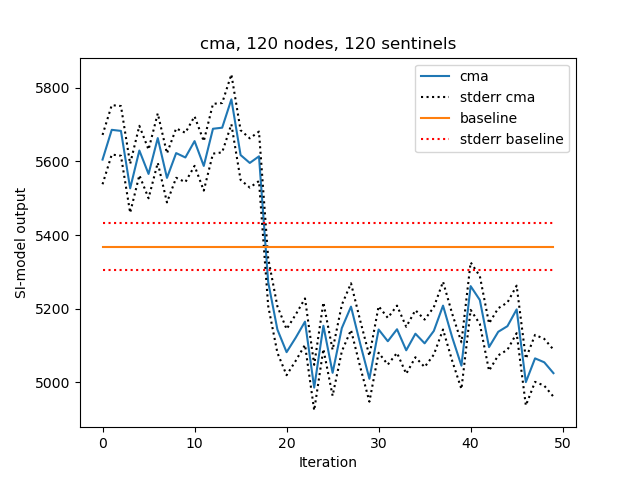 cma, 120 nodes, 120 sentinels
cma
stderr cma
baseline
stderr baseline
SI-model output
5800
5600
5400
5200
5000
0 10 20 30 40 50
Iteration